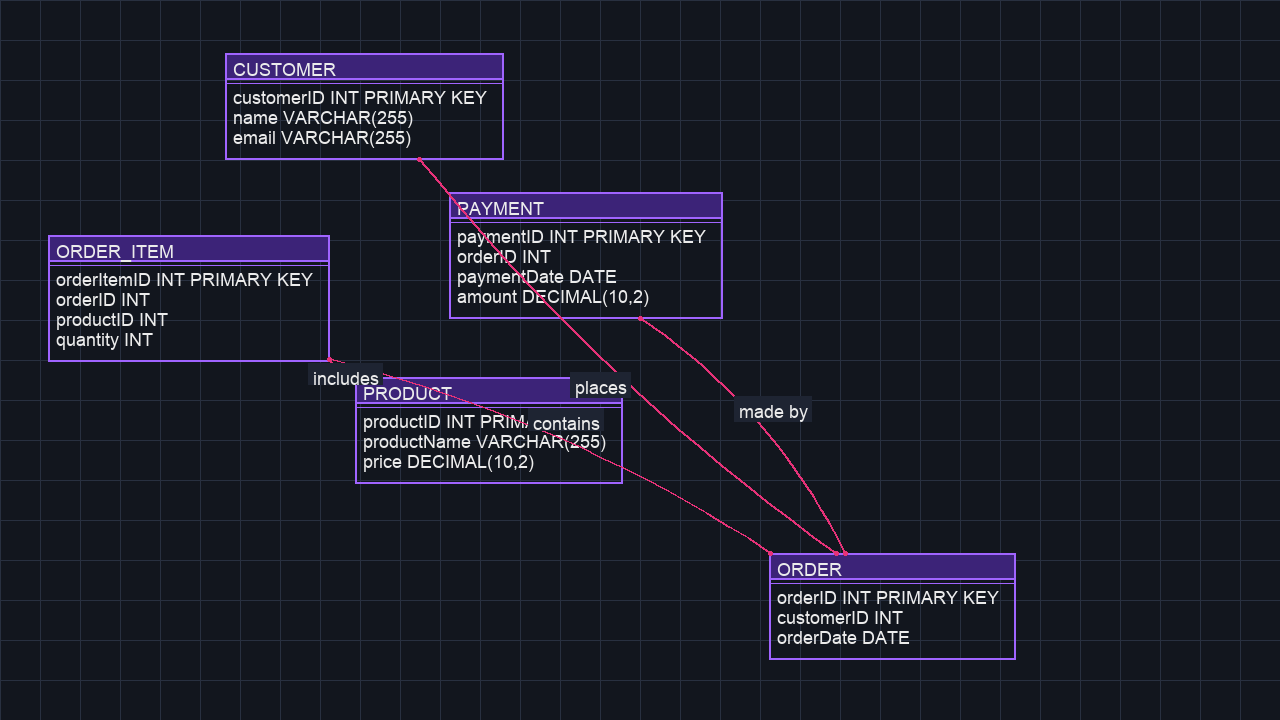 CUSTOMER
customerID INT PRIMARY KEY
name VARCHAR(255)
email VARCHAR(255)
PAYMENT
paymentID INT PRIMARY KEY
orderID INT
paymentDate DATE
amount DECIMAL(10,2)
ORDER_ITEM
orderItemID INT PRIMARY KEY
orderID INT
productID INT
quantity INT
includes
places
made by
PRODUCT
productID INT
contains
productName VARCHAR(255)
price DECIMAL(10,2)
ORDER
orderID INT PRIMARY KEY
customerID INT
orderDate DATE